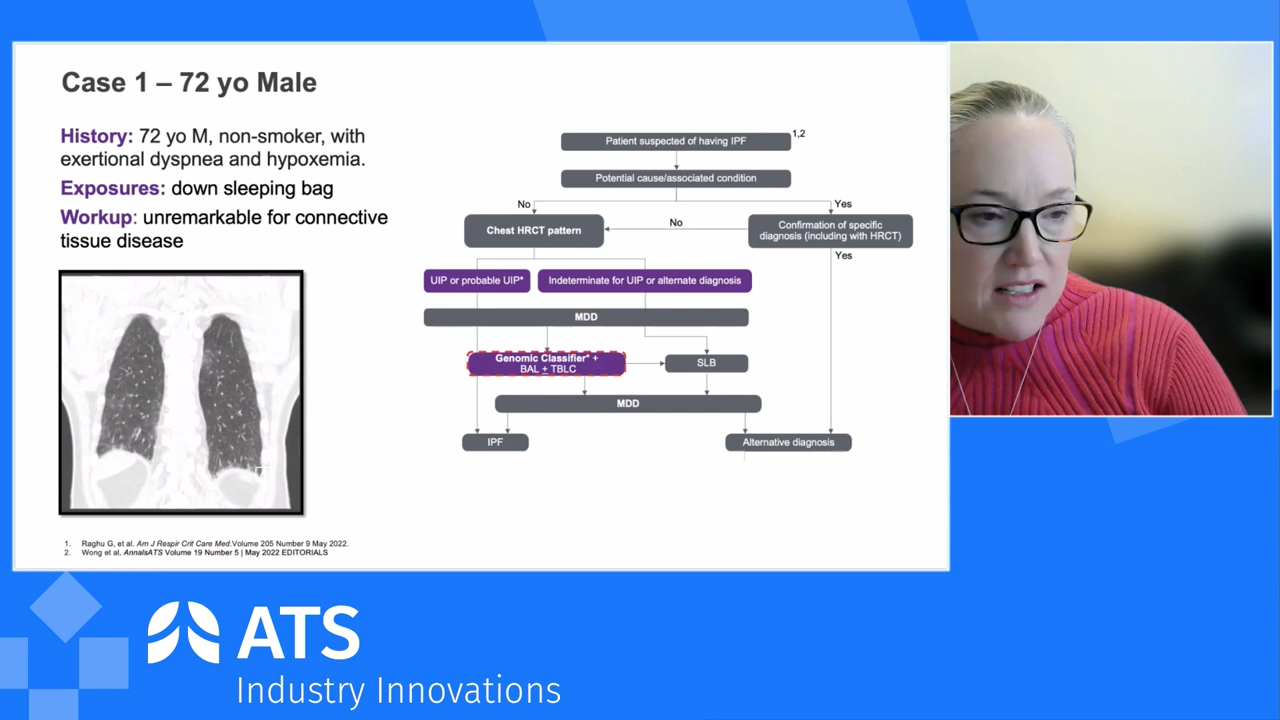 Case 1 – 72 yo Male
History: 72 yo M, non-smoker, with
exertional dyspnea and hypoxemia.
Exposures: down sleeping bag
Workup: unremarkable for connective
tissue disease
Patient suspected of having IPF 1,2
Potential cause/associated condition
No
Yes
Chest HRCT pattern
No
Confirmation of specific
diagnosis (including with HRCT)
Yes
UIP or probable UIP*
Indeterminate for UIP or alternate diagnosis
MDD
Genomic Classifier* +
BAL ± TBLC
SLB
MDD
IPF
Alternative diagnosis
1. Raghu G, et al. Am J Respir Crit Care Med.Volume 205 Number 9 May 2022.
2. Wong et al, AnnalsATS Volume 19 Number 5 | May 2022 EDITORIALS
ATS
Industry Innovations